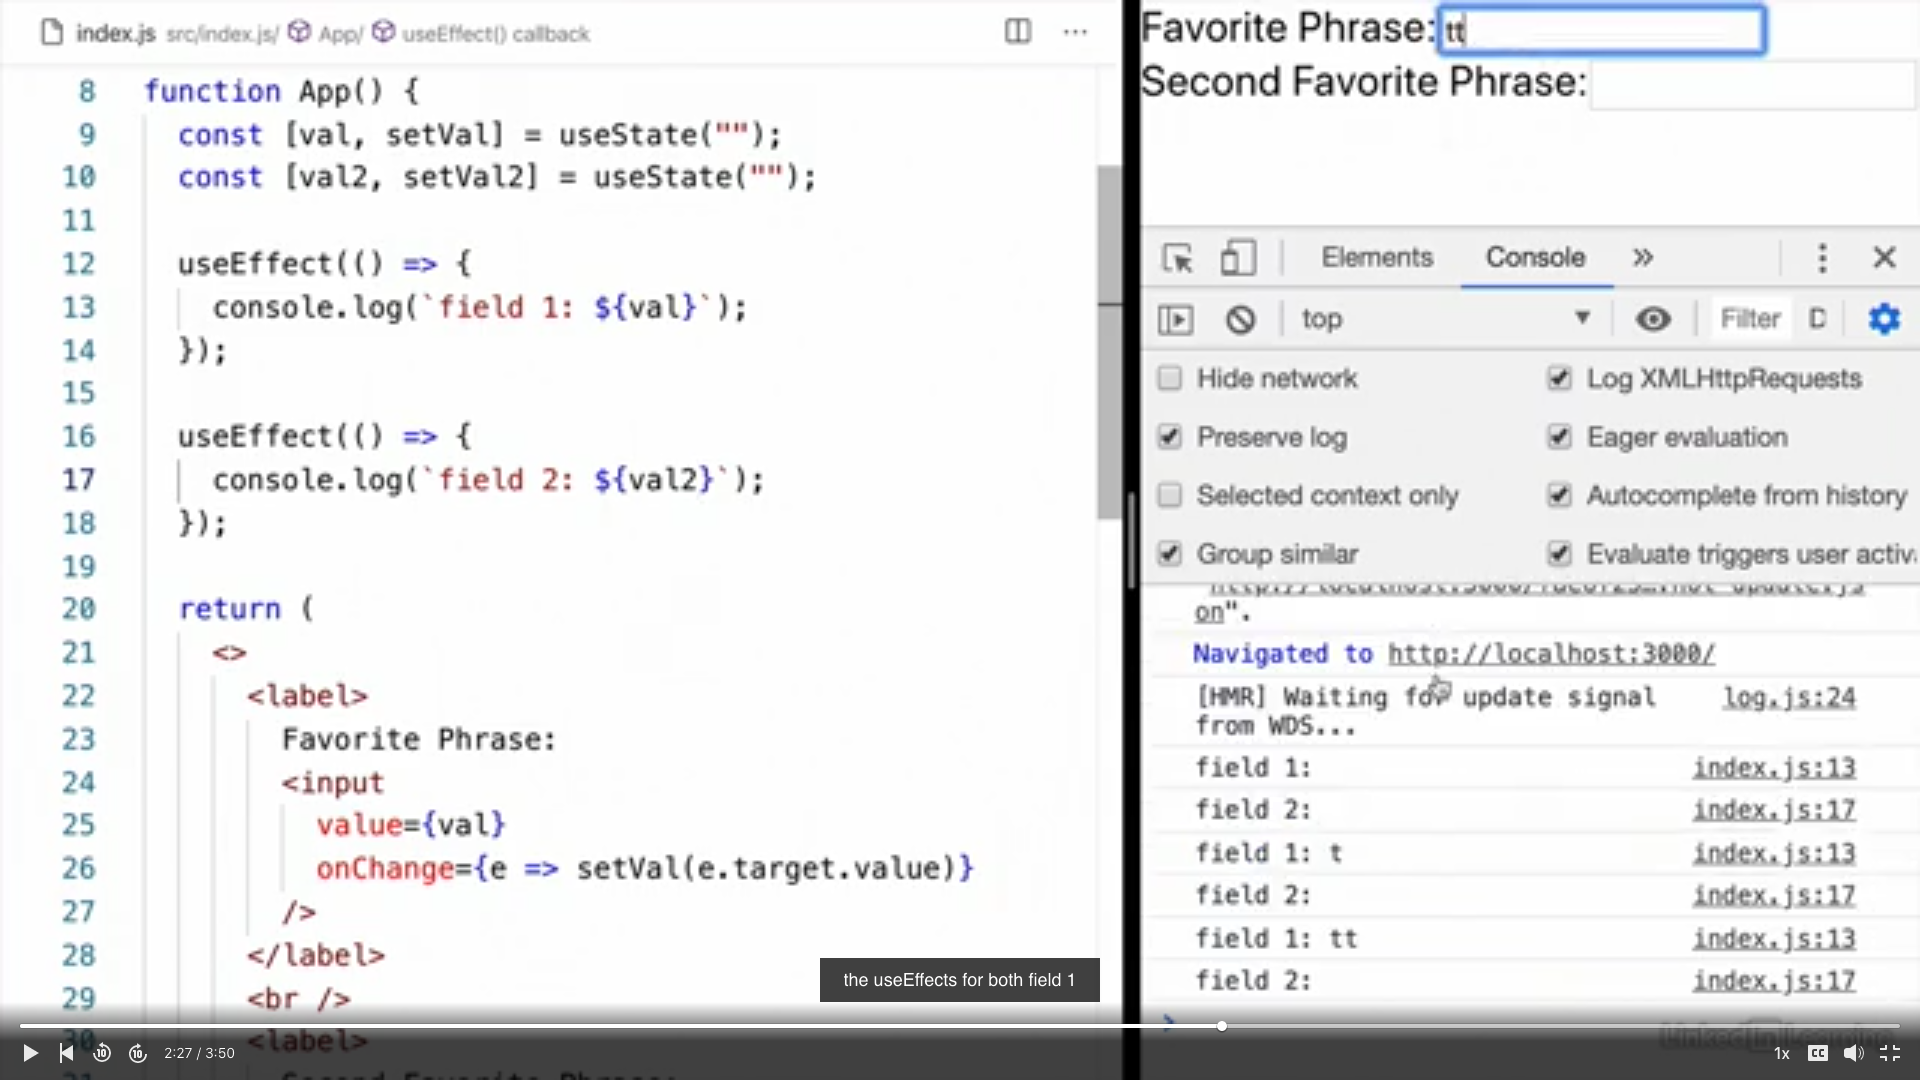 index.js src/index.js/ App/ useEffect() callback
8 function App() {
9 const [val, setVal] = useState("");
10 const [val2, setVal2] = useState("");
11
12 useEffect(() => {
13 console.log(`field 1: ${val}`);
14 });
15
16 useEffect(() => {
17 console.log(`field 2: ${val2}`);
18 });
19
20 return (
21 <>
22 <label>
23 Favorite Phrase:
24 <input
25 value={val}
26 onChange={e => setVal(e.target.value)}
27 />
28 </label>
29 <br />
30 <label>
Second Favorite Phrase:
the useEffects for both field 1
2:27 / 3:50
1x
CC
Favorite Phrase: tt
Second Favorite Phrase:
Elements Console »
top Filter D
Hide network Log XMLHttpRequests
Preserve log Eager evaluation
Selected context only Autocomplete from history
Group similar Evaluate triggers user activ
on".
Navigated to http://localhost:3000/
[HMR] Waiting for update signal log.js:24
from WDS...
field 1: index.js:13
field 2: index.js:17
field 1: t index.js:13
field 2: index.js:17
field 1: tt index.js:13
field 2: index.js:17
>
Linked in Learning